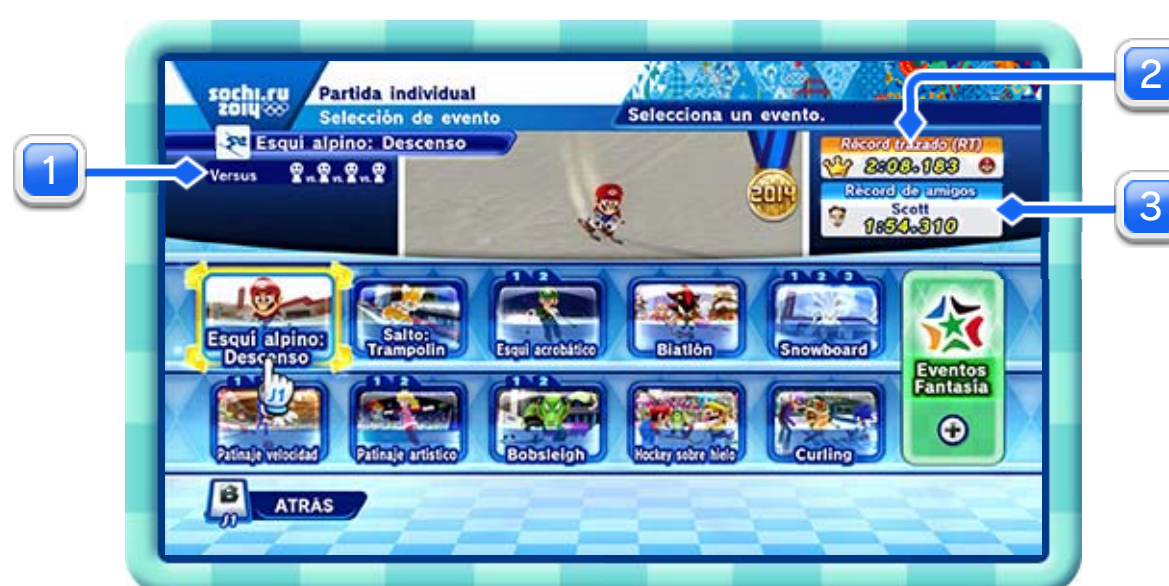 sochi.ru
2014
Partida individual
Selección de evento
Selecciona un evento.
Esquí alpino: Descenso
Versus
vs. vs. vs.
2014
Récord trazado (RT)
2:08.183
Récord de amigos
Scott
1:54.310
1
2
3
Esquí alpino:
Descenso
Salto:
Trampolín
1 2
Esquí acrobático
Biatlón
1 2 3
Snowboard
Eventos
Fantasía
+
J1
Patinaje velocidad
1 2
Patinaje artístico
1 2
Bobsleigh
Hockey sobre hielo
Curling
B
J1
ATRÁS